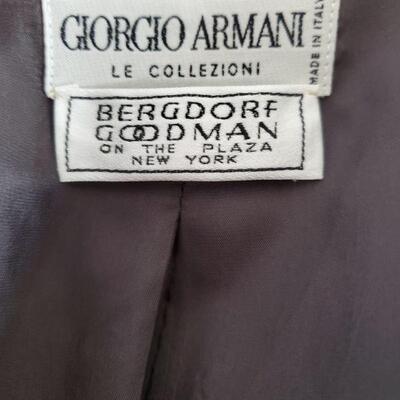 GIORGIO ARMANI
LE COLLEZIONI
MADE IN ITALY
BERGDORF
GOODMAN
ON THE PLAZA
NEW YORK